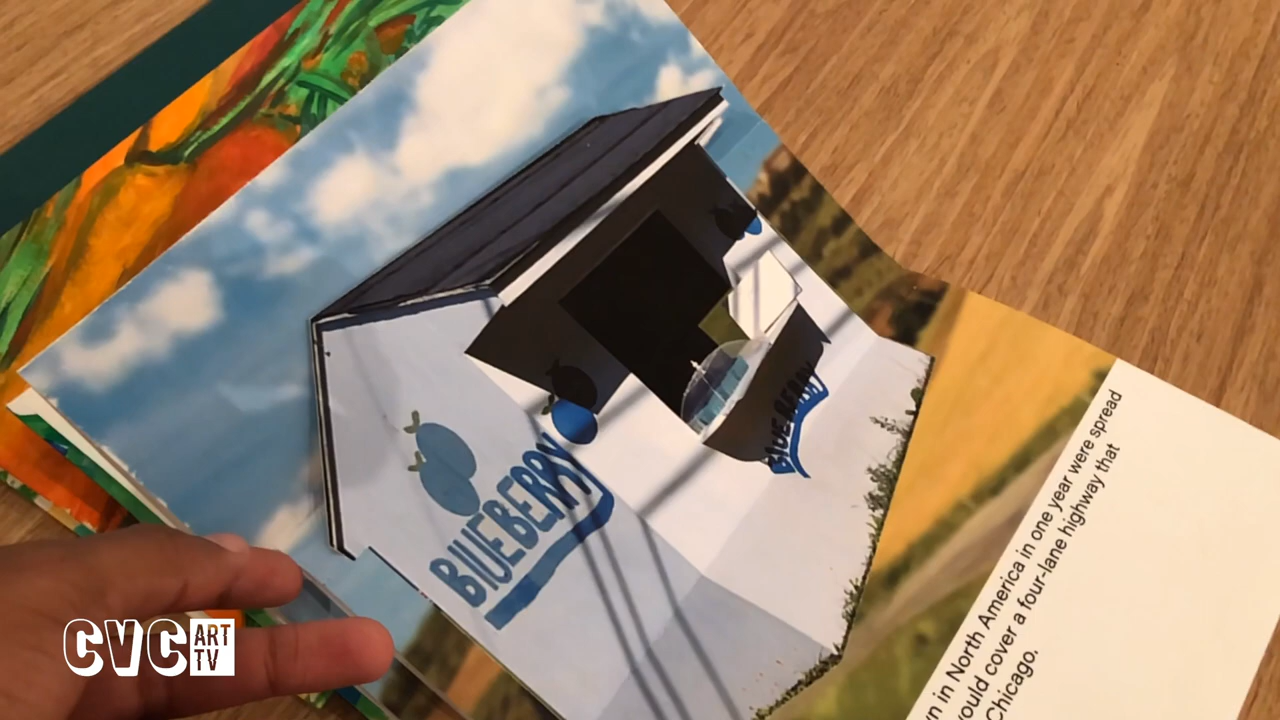 BlUEBERRY
BlUEBERRY
n in North America in one year were spread
would cover a four-lane highway that
Chicago.
CVC ART
TV